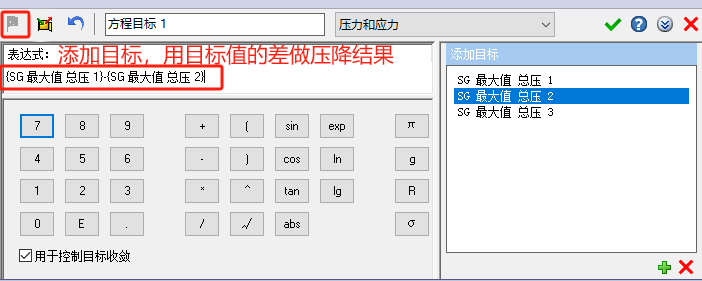 方程目标 1 压力和应力
表达式: 添加目标，用目标值的差做压降结果 添加目标
{SG 最大值 总压 1}-{SG 最大值 总压 2}
SG 最大值 总压 1
SG 最大值 总压 2
SG 最大值 总压 3
7 8 9 + ( sin exp π
4 5 6 - ) cos ln g
1 2 3 * ^ tan lg R
0 E . / √ abs σ
用于控制目标收敛